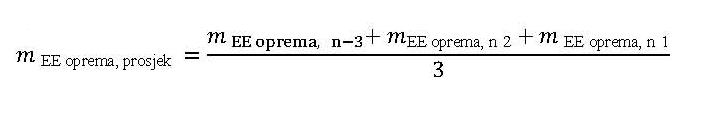 m EE oprema, prosjek = (m EE oprema, n−3 + m EE oprema, n 2 + m EE oprema, n 1) / 3